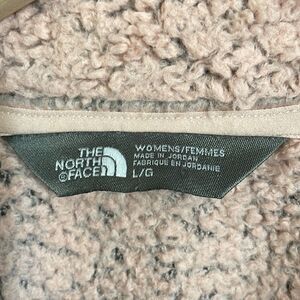 THE
NORTH
©FACE
WOMENS/FEMMES
MADE IN JORDAN
FABRIQUE EN JORDANIE
L/G